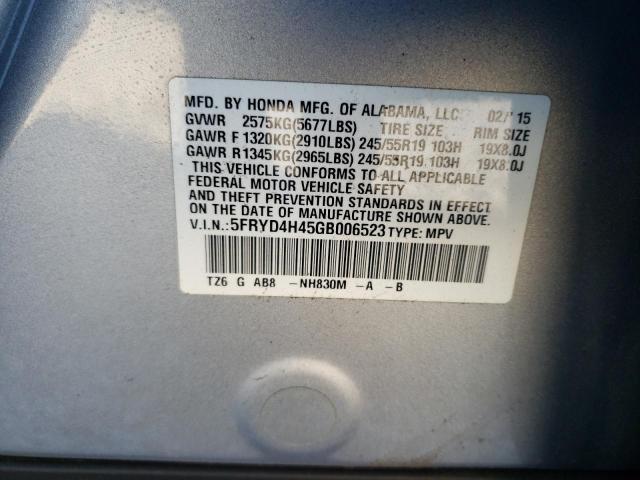 MFD. BY HONDA MFG. OF ALABAMA, LLC 02/15
GVWR 2575KG(5677LBS) TIRE SIZE RIM SIZE
GAWR F 1320KG(2910LBS) 245/55R19 103H 19X8.0J
GAWR R1345KG(2965LBS) 245/55R19 103H 19X8.0J
THIS VEHICLE CONFORMS TO ALL APPLICABLE
FEDERAL MOTOR VEHICLE SAFETY
AND THEFT PREVENTION STANDARDS IN EFFECT
ON THE DATE OF MANUFACTURE SHOWN ABOVE.
V.I.N.: 5FRYD4H45GB006523 TYPE: MPV
TZ6 G AB8 -NH830M -A -B